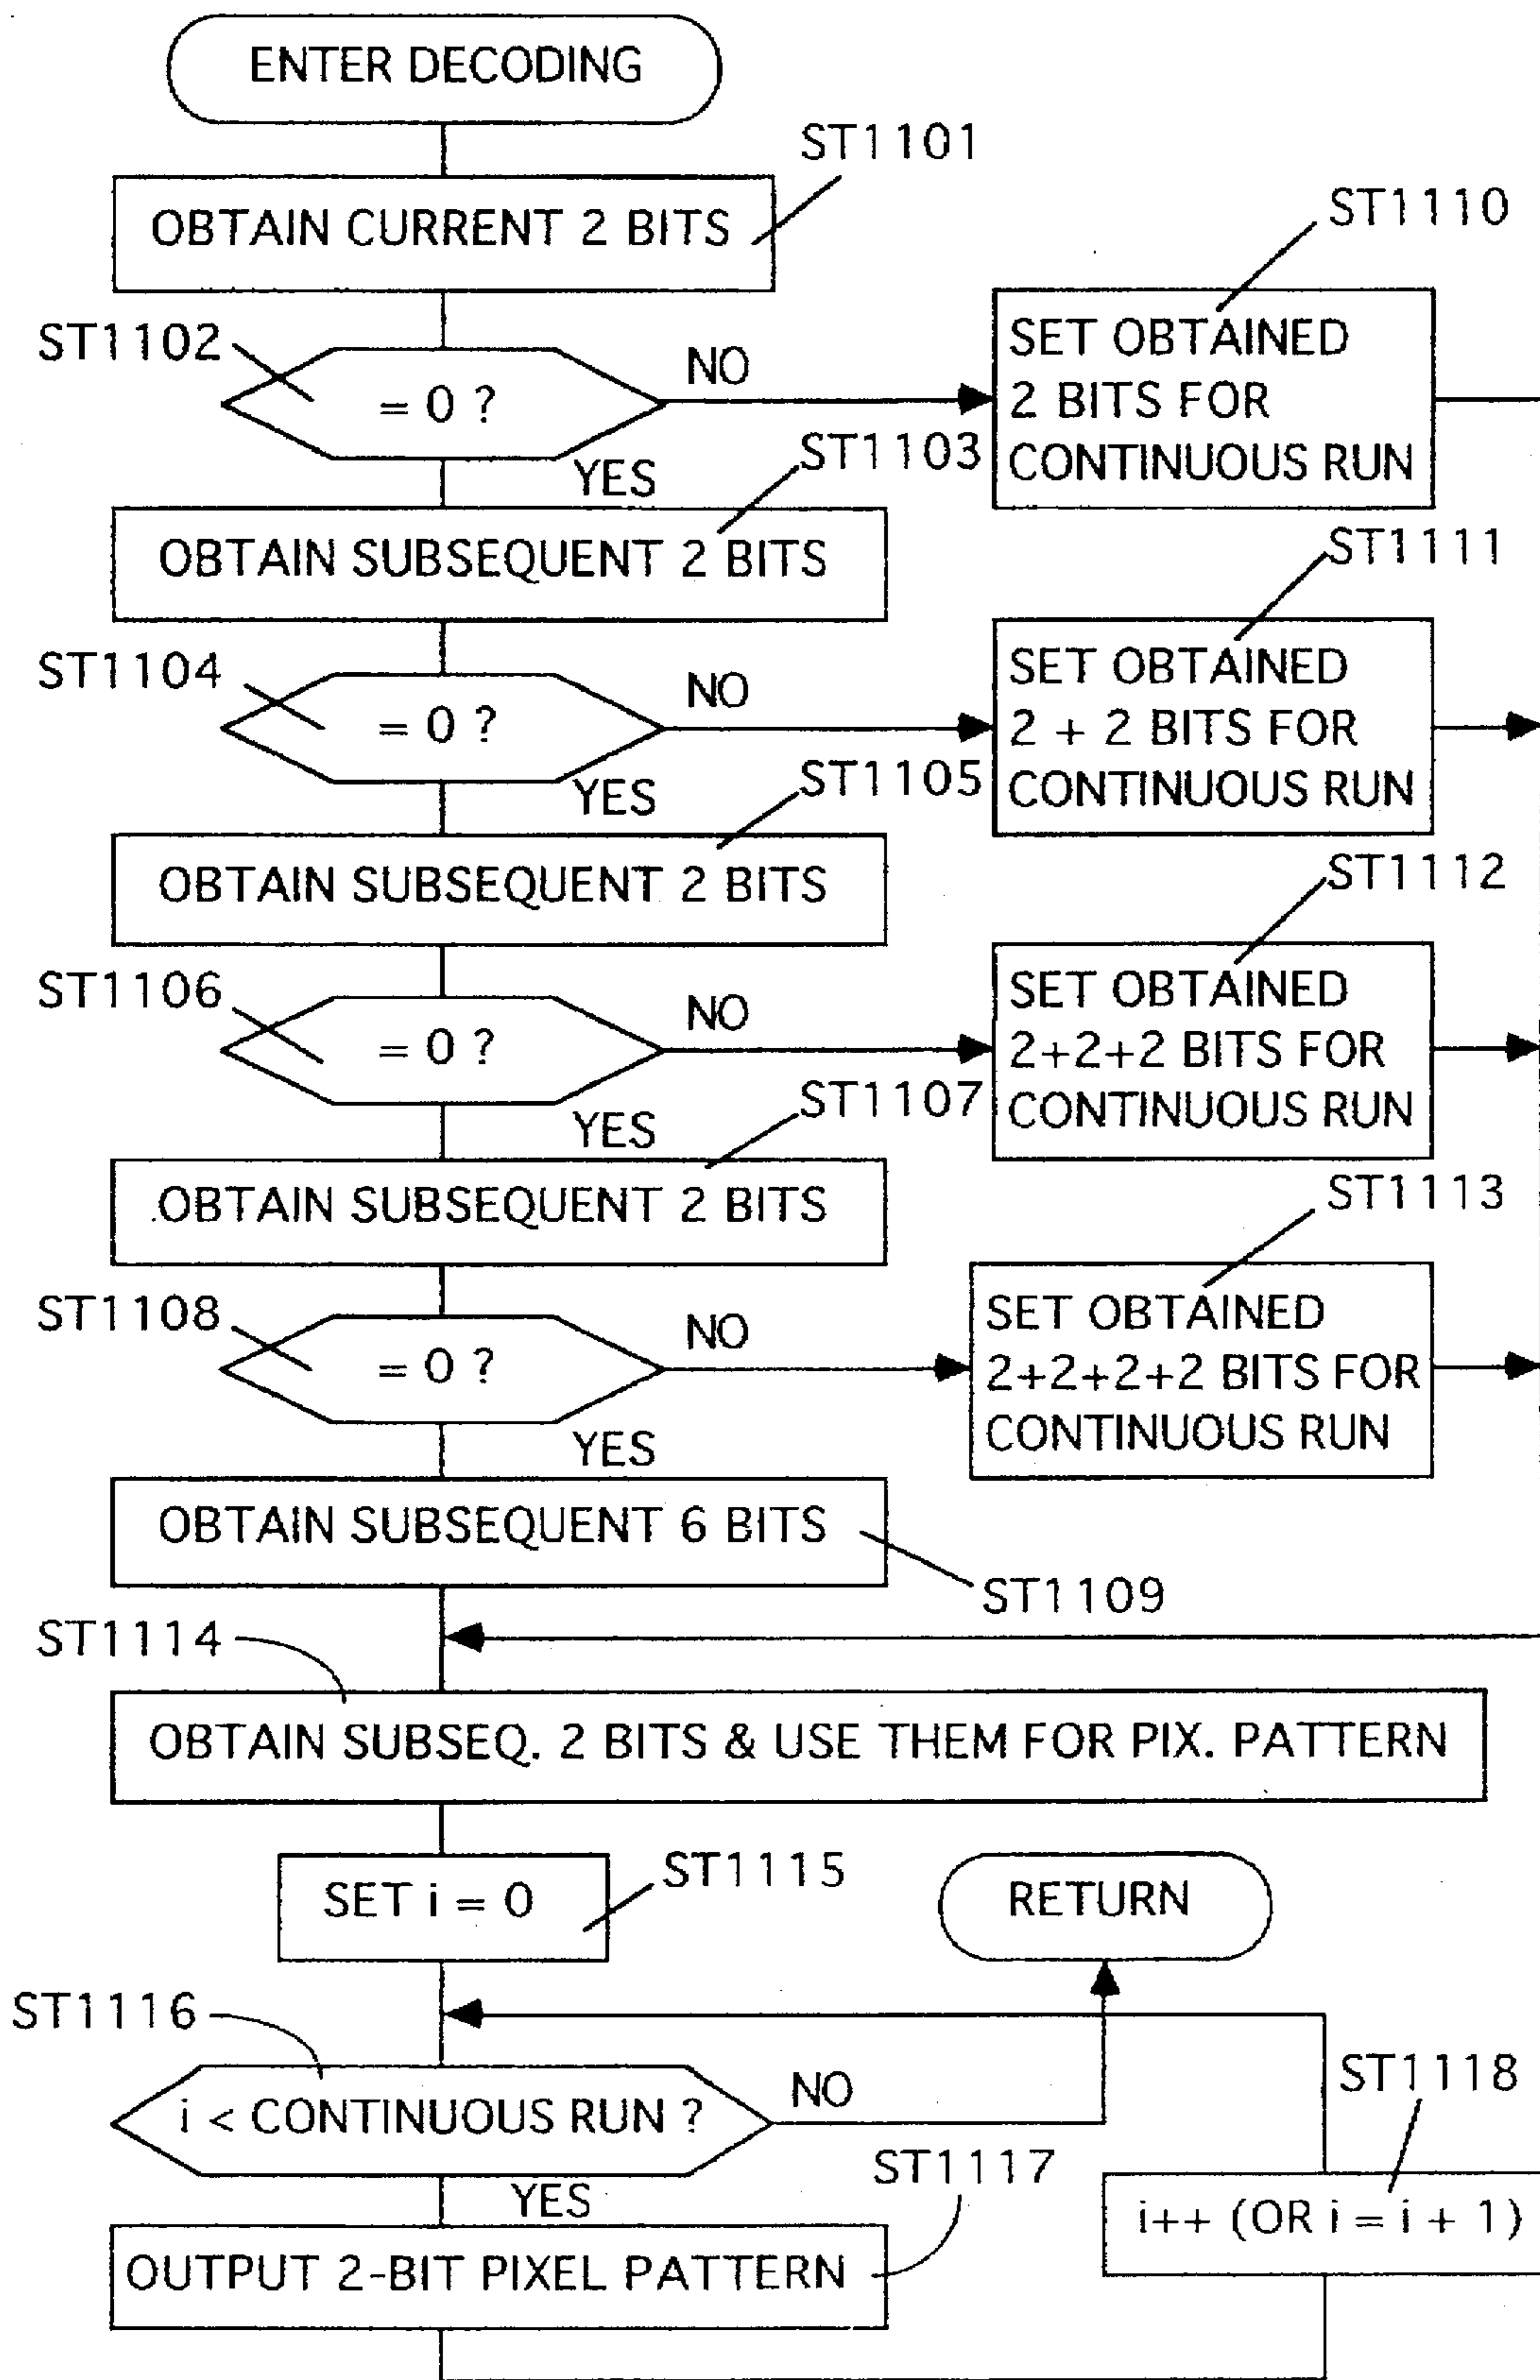 ENTER DECODING
ST1101
OBTAIN CURRENT 2 BITS
ST1110
SET OBTAINED
2 BITS FOR
CONTINUOUS RUN
ST1102
= 0 ?
NO
YES
ST1103
OBTAIN SUBSEQUENT 2 BITS
ST1111
SET OBTAINED
2 + 2 BITS FOR
CONTINUOUS RUN
ST1104
= 0 ?
NO
YES
ST1105
OBTAIN SUBSEQUENT 2 BITS
ST1112
SET OBTAINED
2+2+2 BITS FOR
CONTINUOUS RUN
ST1106
= 0 ?
NO
YES
ST1107
OBTAIN SUBSEQUENT 2 BITS
ST1113
SET OBTAINED
2+2+2+2 BITS FOR
CONTINUOUS RUN
ST1108
= 0 ?
NO
YES
OBTAIN SUBSEQUENT 6 BITS
ST1109
ST1114
OBTAIN SUBSEQ. 2 BITS & USE THEM FOR PIX. PATTERN
SET i = 0
ST1115
RETURN
ST1116
i < CONTINUOUS RUN ?
NO
YES
ST1118
i++ (OR i = i + 1)
ST1117
OUTPUT 2-BIT PIXEL PATTERN